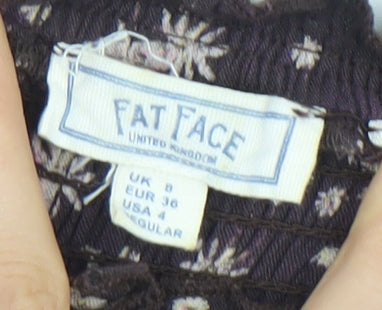 FAT FACE
UNITED KINGDOM
UK 8
EUR 36
USA 4
REGULAR